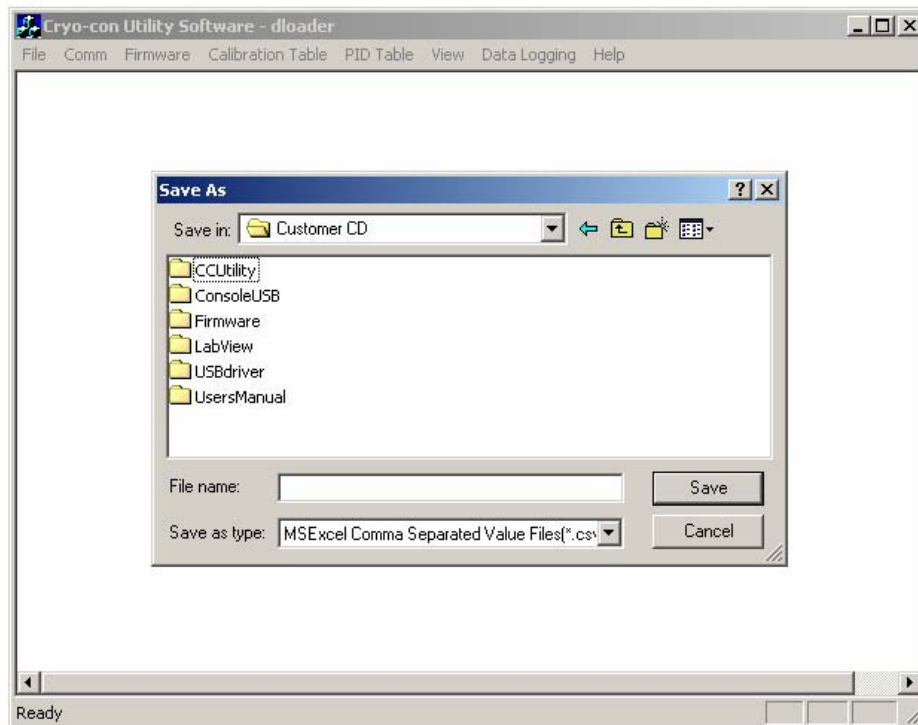 Cryo-con Utility Software - dloader
File Comm Firmware Calibration Table PID Table View Data Logging Help
Save As
Save in: Customer CD
CCUtility
ConsoleUSB
Firmware
LabView
USBdriver
UsersManual
File name:
Save
Save as type: MSExcel Comma Separated Value Files(*.csv
Cancel
Ready